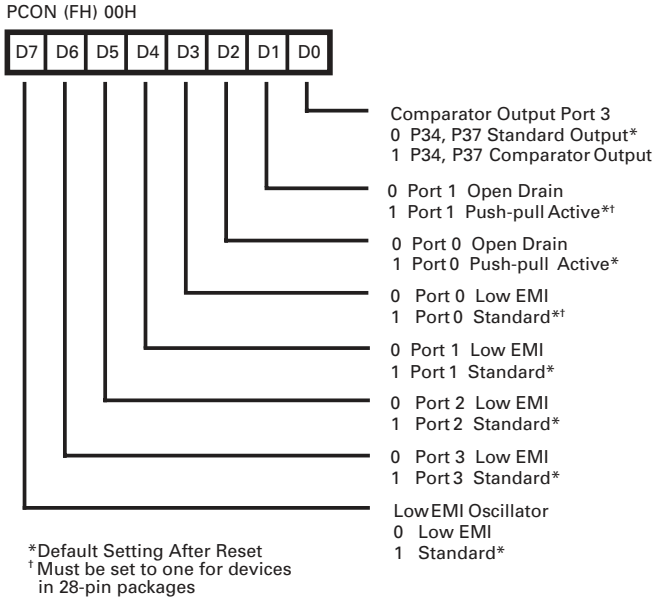 PCON (FH) 00H
D7 D6 D5 D4 D3 D2 D1 D0
Comparator Output Port 3
0 P34, P37 Standard Output*
1 P34, P37 Comparator Output
0 Port 1 Open Drain
1 Port 1 Push-pull Active*†
0 Port 0 Open Drain
1 Port 0 Push-pull Active*
0 Port 0 Low EMI
1 Port 0 Standard*†
0 Port 1 Low EMI
1 Port 1 Standard*
0 Port 2 Low EMI
1 Port 2 Standard*
0 Port 3 Low EMI
1 Port 3 Standard*
Low EMI Oscillator
0 Low EMI
1 Standard*
*Default Setting After Reset
†Must be set to one for devices
in 28-pin packages